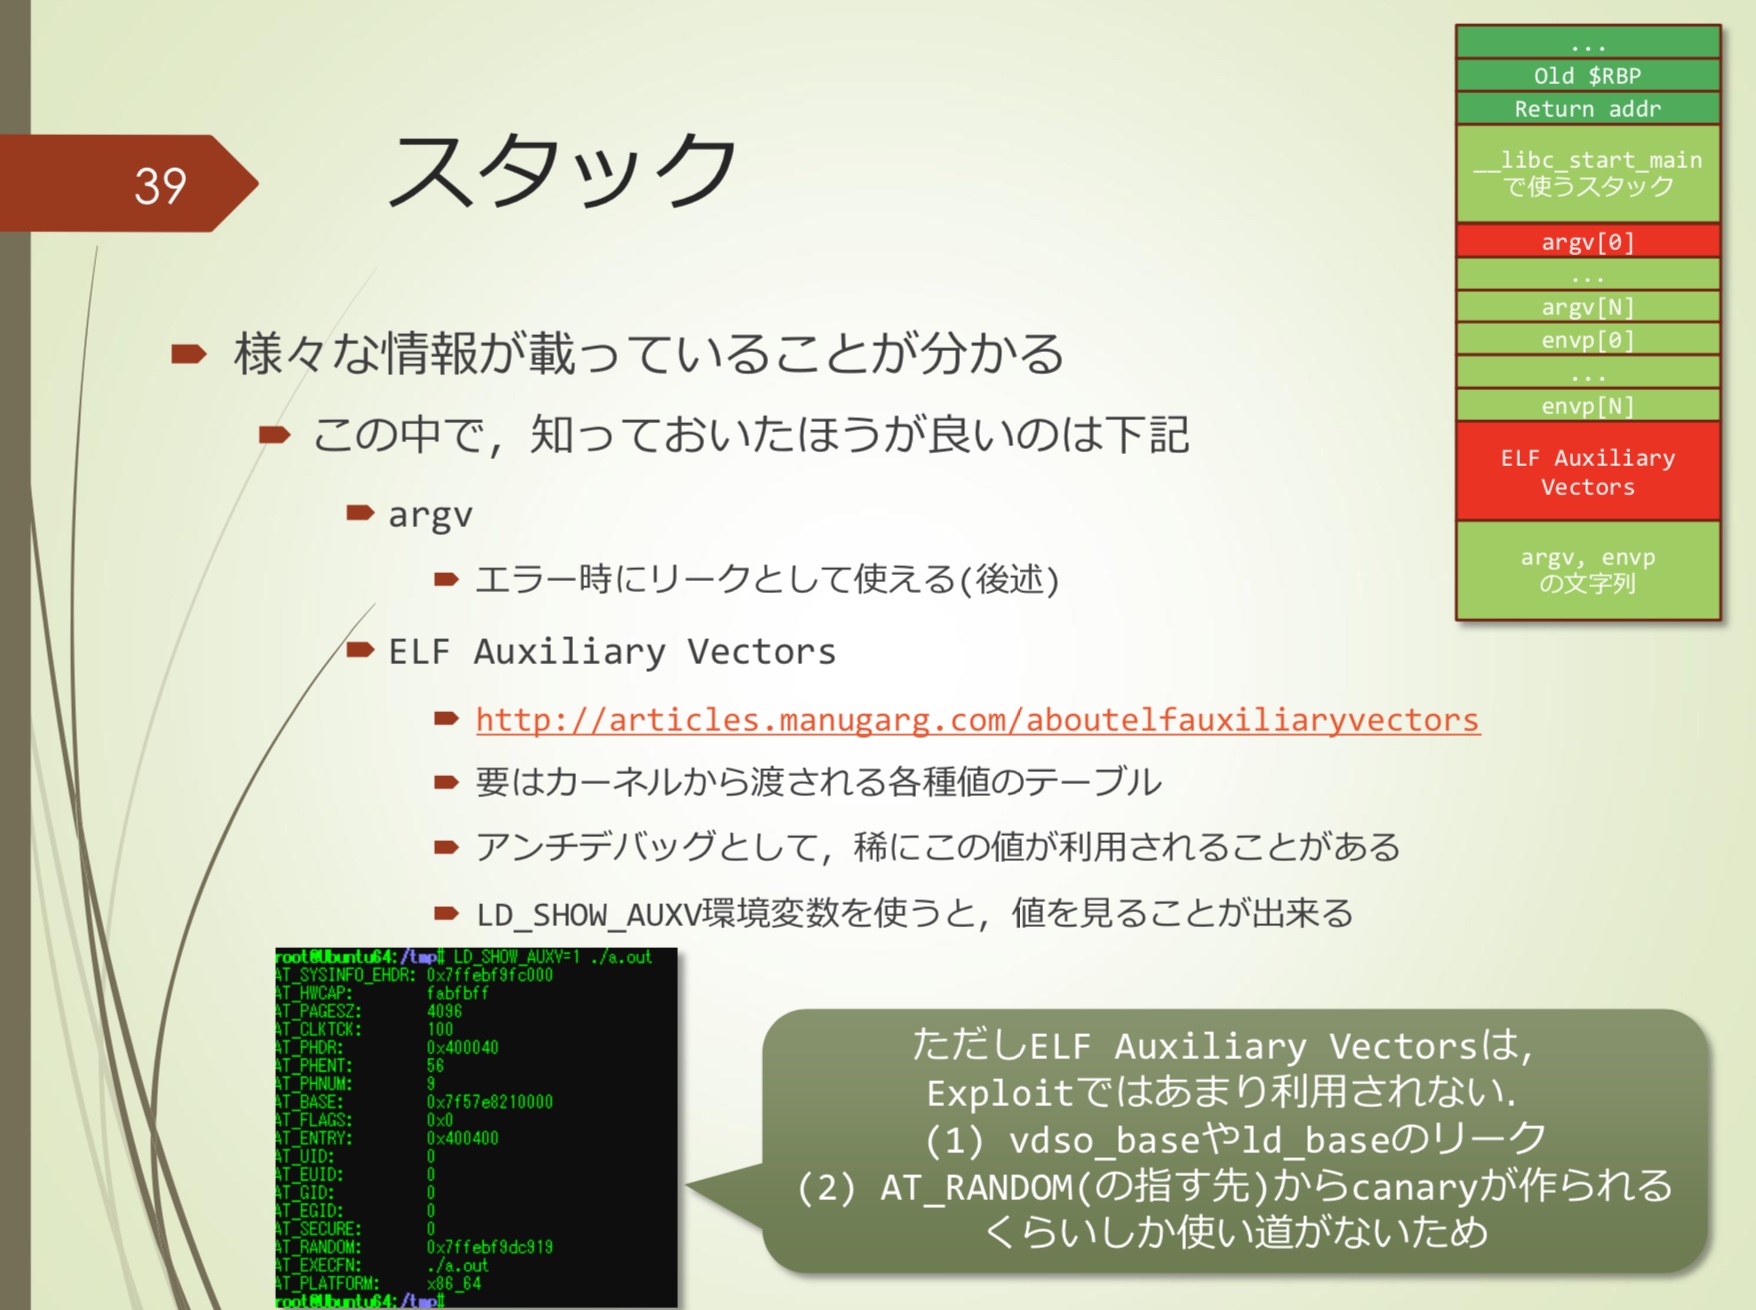 39
スタック
様々な情報が載っていることが分かる
この中で，知っておいたほうが良いのは下記
argv
エラー時にリークとして使える(後述)
ELF Auxiliary Vectors
http://articles.manugarg.com/aboutelfauxiliaryvectors
要はカーネルから渡される各種値のテーブル
アンチデバッグとして，稀にこの値が利用されることがある
LD_SHOW_AUXV環境変数を使うと，値を見ることが出来る
...
Old $RBP
Return addr
__libc_start_main
で使うスタック
argv[0]
...
argv[N]
envp[0]
...
envp[N]
ELF Auxiliary
Vectors
argv, envp
の文字列
root@Ubuntu64:/tmp# LD_SHOW_AUXV=1 ./a.out
AT_SYSINFO_EHDR: 0x7ffebf9fc000
AT_HWCAP: fabfbff
AT_PAGESZ: 4096
AT_CLKTCK: 100
AT_PHDR: 0x400040
AT_PHENT: 56
AT_PHNUM: 9
AT_BASE: 0x7f57e8210000
AT_FLAGS: 0x0
AT_ENTRY: 0x400400
AT_UID: 0
AT_EUID: 0
AT_GID: 0
AT_EGID: 0
AT_SECURE: 0
AT_RANDOM: 0x7ffebf9dc919
AT_EXECFN: ./a.out
AT_PLATFORM: x86_64
root@Ubuntu64:/tmp#
ただしELF Auxiliary Vectorsは，
Exploitではあまり利用されない．
(1) vdso_baseやld_baseのリーク
(2) AT_RANDOM(の指す先)からcanaryが作られる
くらいしか使い道がないため